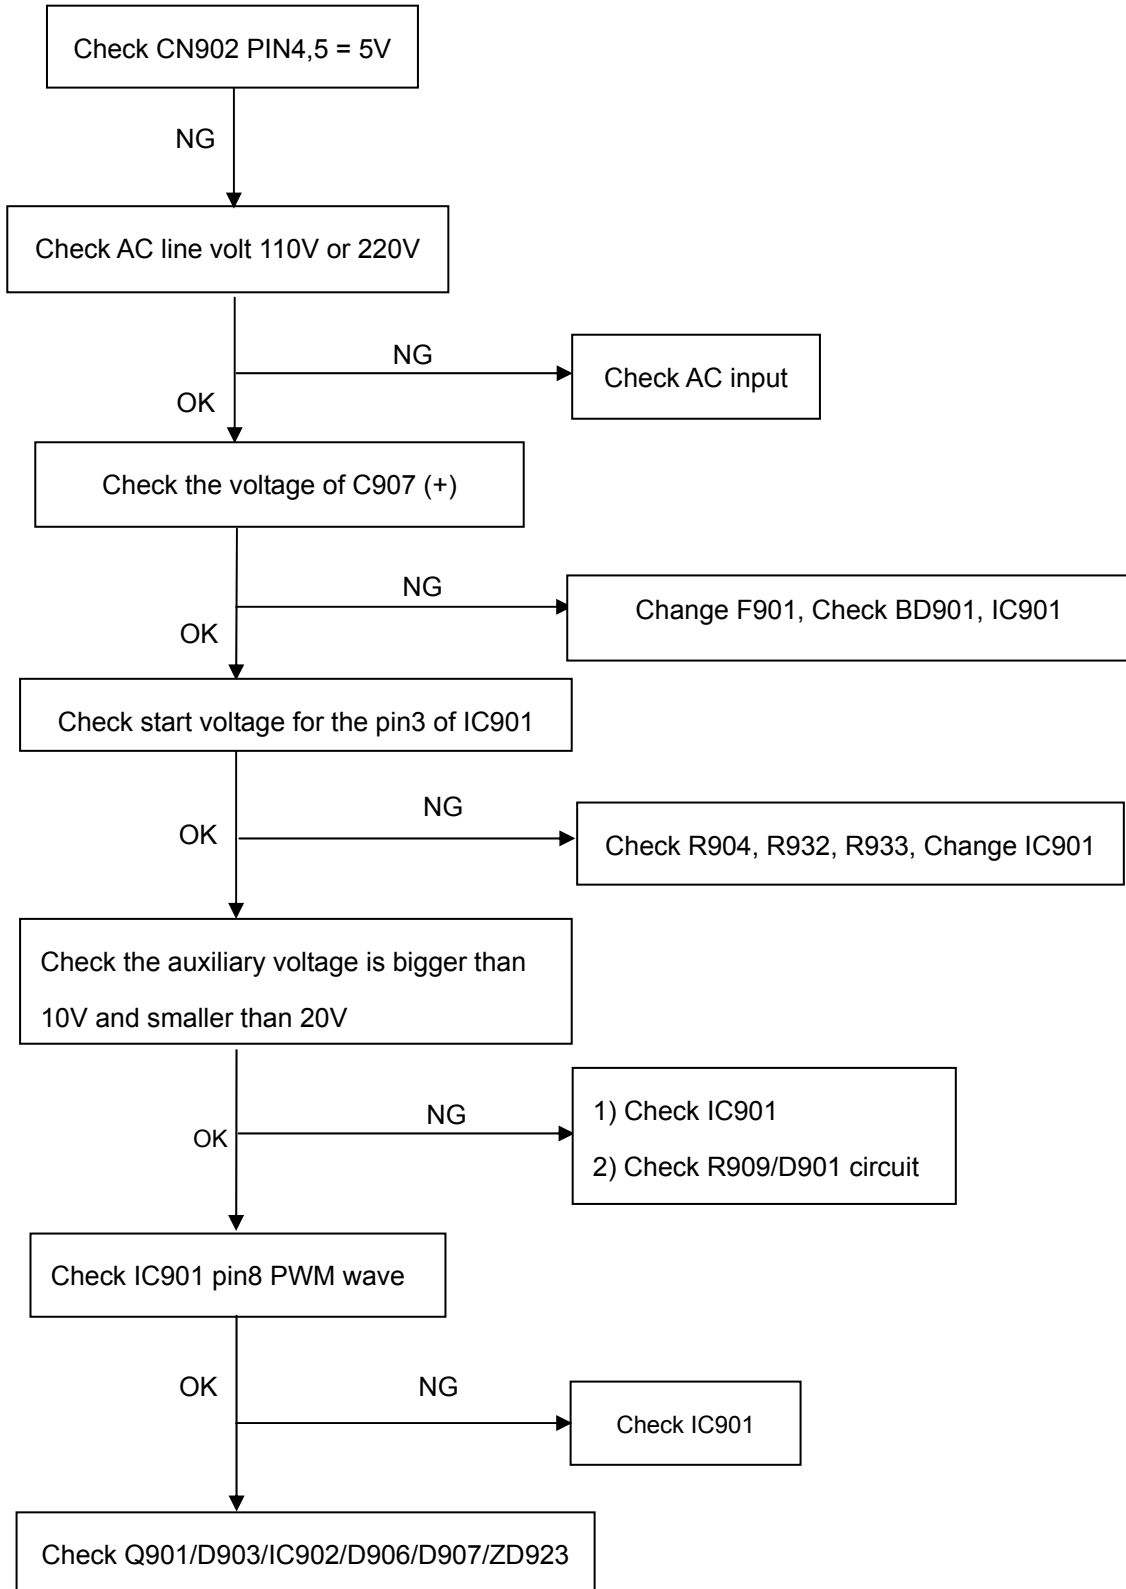 Check CN902 PIN4,5 = 5V
NG
Check AC line volt 110V or 220V
NG
Check AC input
OK
Check the voltage of C907 (+)
NG
Change F901, Check BD901, IC901
OK
Check start voltage for the pin3 of IC901
NG
OK
Check R904, R932, R933, Change IC901
Check the auxiliary voltage is bigger than
10V and smaller than 20V
NG
1) Check IC901
OK
2) Check R909/D901 circuit
Check IC901 pin8 PWM wave
OK
NG
Check IC901
Check Q901/D903/IC902/D906/D907/ZD923